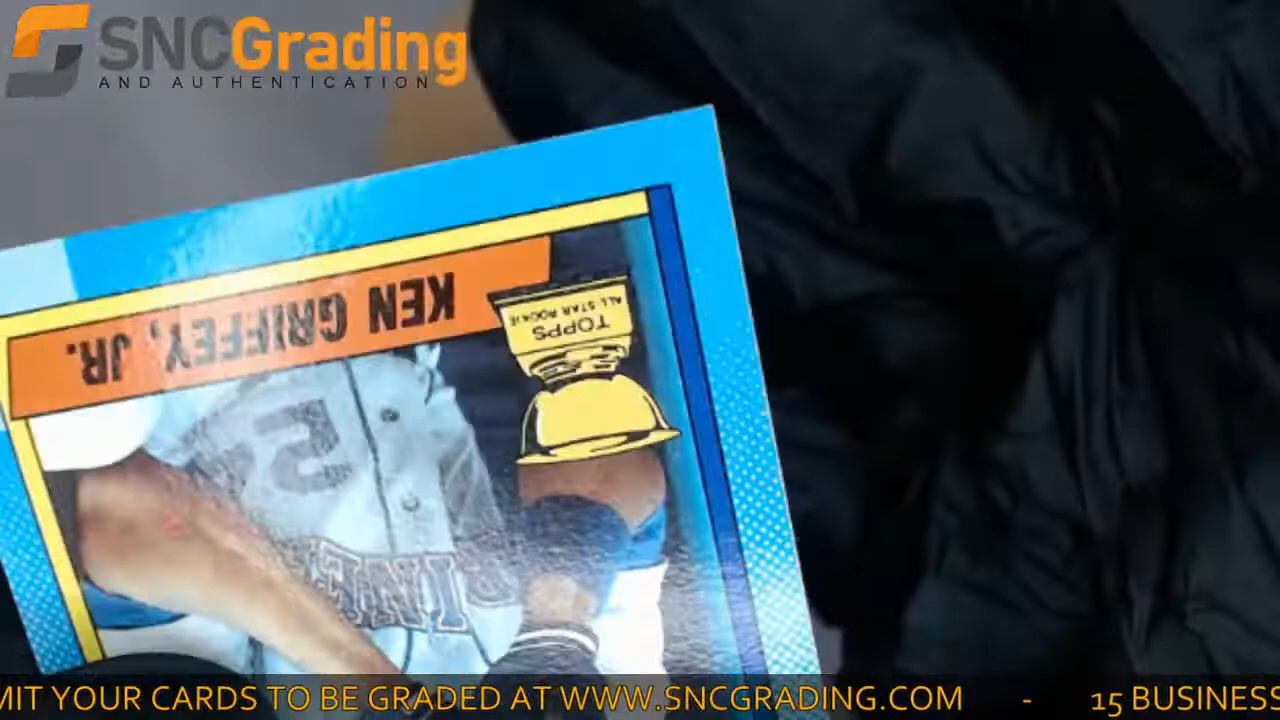 SNCGrading
AND AUTHENTICATION
KEN GRIFFEY, JR.
TOPPS
ALL STAR ROOKIE
MIT YOUR CARDS TO BE GRADED AT WWW.SNCGRADING.COM - 15 BUSINESS